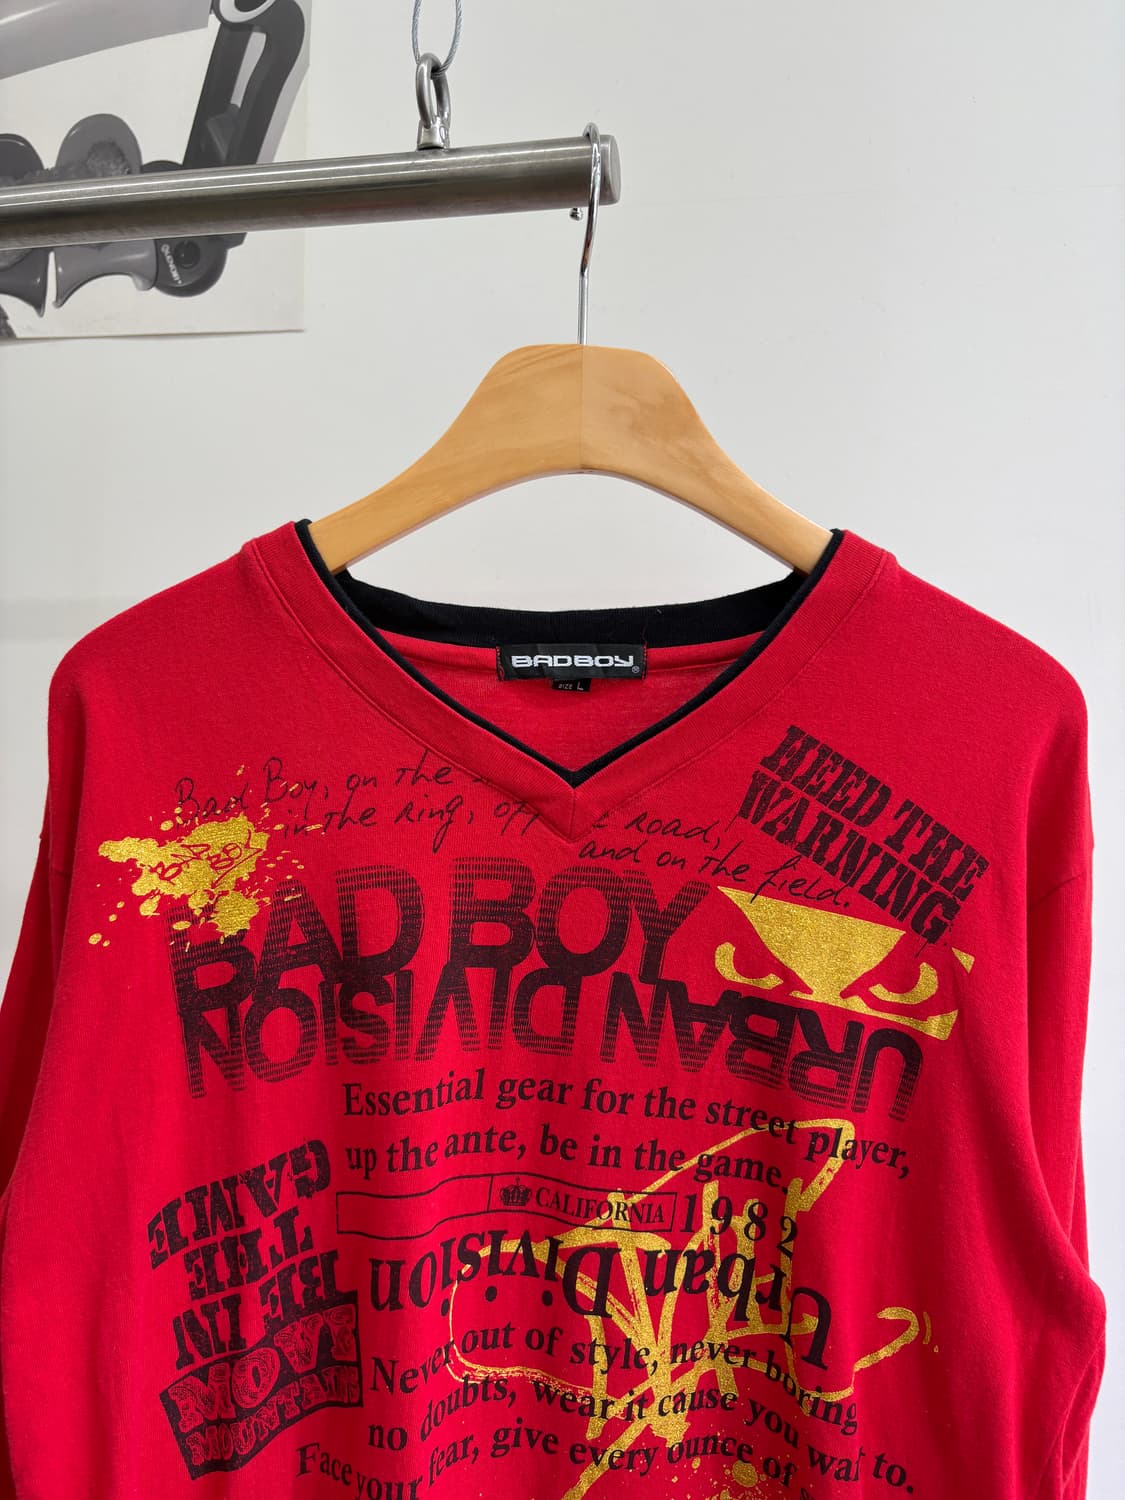 BADBOY
SIZE L
Bad Boy, on the
in the ring, off
road,
and on the field.
HEED THE
WARNING
BAD BOY
BAD BOY
URBAN DIVISION
Essential gear for the street player,
up the ante, be in the game.
CALIFORNIA 1982
Urban Division
GAME
THE
BE IN
MOVE
MOUNTAINS
Never out of style, never boring
no doubts, wear it cause you want to.
Face your fear, give every ounce of